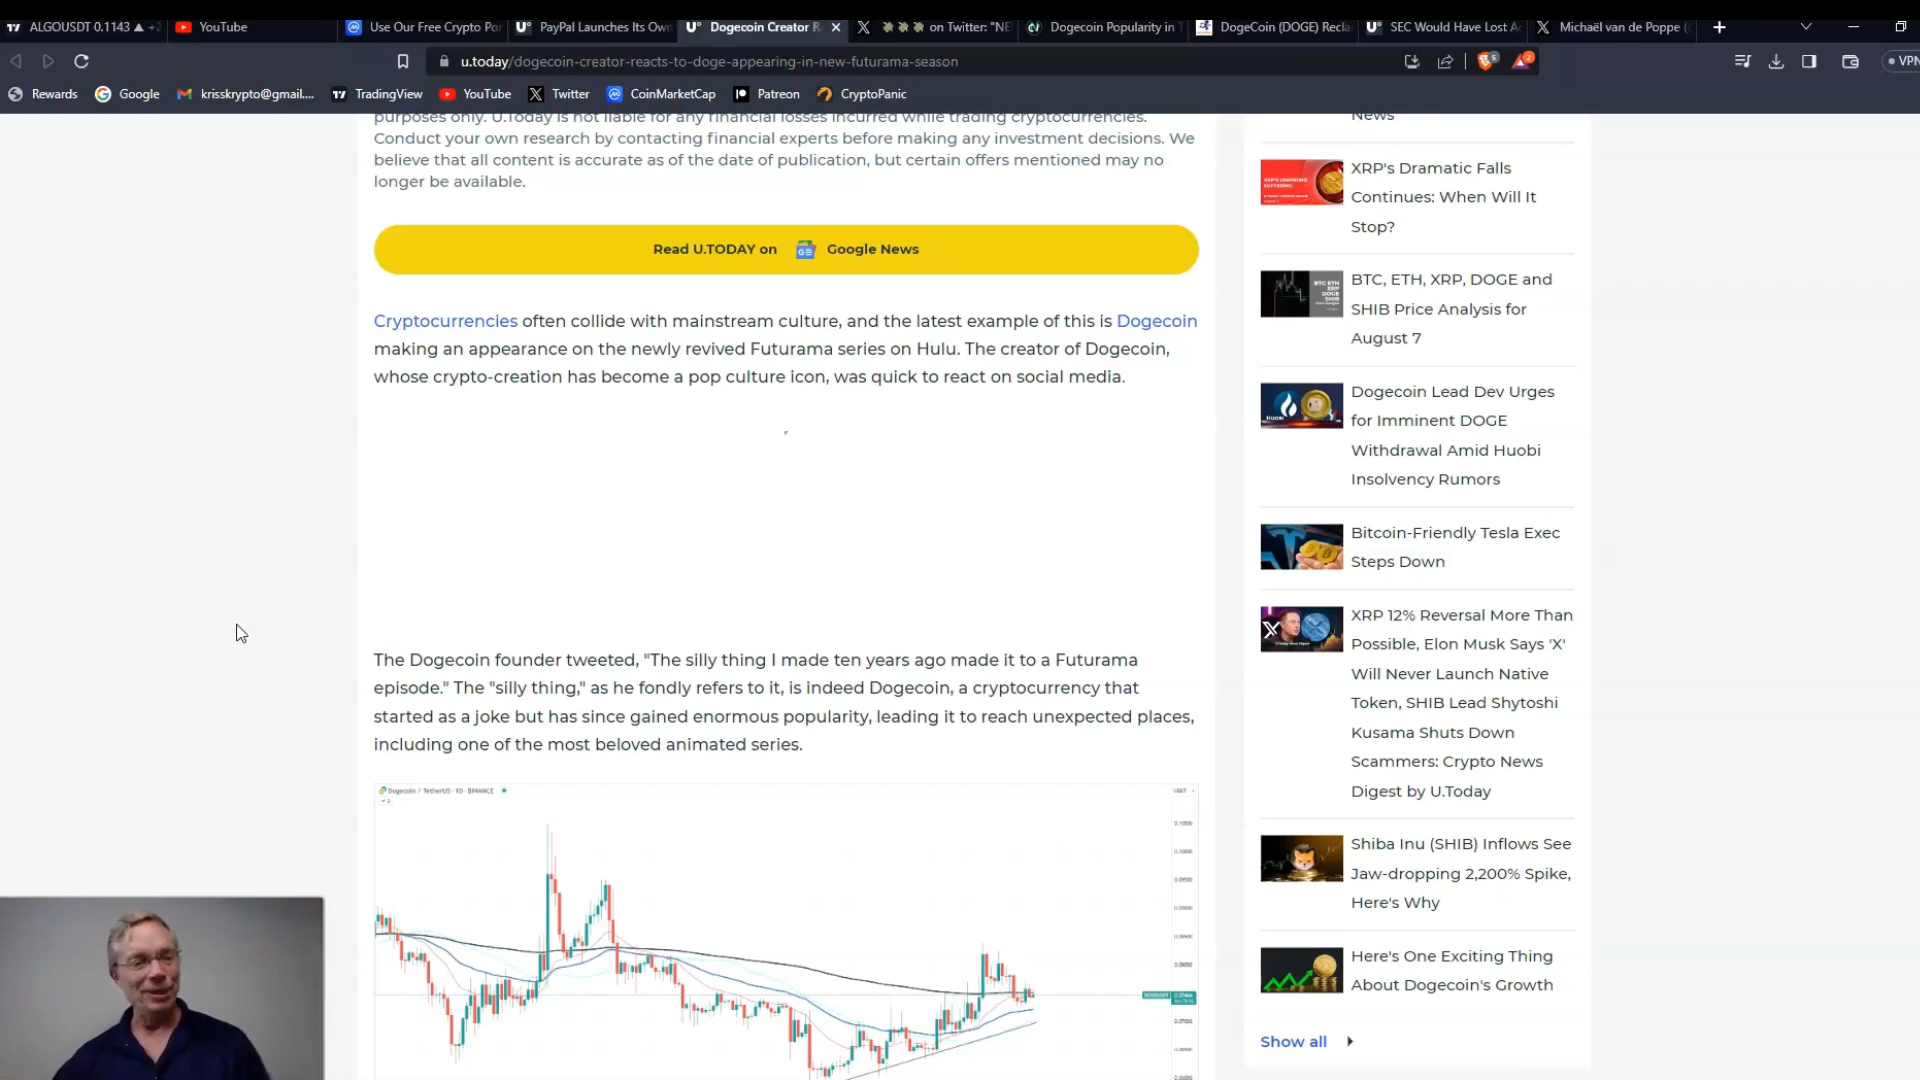 ALGOUSDT 0.1143 ▲ +2
YouTube
Use Our Free Crypto Por
PayPal Launches Its Own
Dogecoin Creator R
on Twitter: "NE
Dogecoin Popularity in T
DogeCoin (DOGE) Recla
SEC Would Have Lost A
Michaël van de Poppe (
u.today/dogecoin-creator-reacts-to-doge-appearing-in-new-futurama-season
5
2
VPN
Rewards
Google
krisskrypto@gmail....
TradingView
YouTube
Twitter
CoinMarketCap
Patreon
CryptoPanic
purposes only. U.Today is not liable for any financial losses incurred while trading cryptocurrencies.
Conduct your own research by contacting financial experts before making any investment decisions. We
believe that all content is accurate as of the date of publication, but certain offers mentioned may no
longer be available.
Read U.TODAY on Google News
Cryptocurrencies often collide with mainstream culture, and the latest example of this is Dogecoin
making an appearance on the newly revived Futurama series on Hulu. The creator of Dogecoin,
whose crypto-creation has become a pop culture icon, was quick to react on social media.
The Dogecoin founder tweeted, "The silly thing I made ten years ago made it to a Futurama
episode." The "silly thing," as he fondly refers to it, is indeed Dogecoin, a cryptocurrency that
started as a joke but has since gained enormous popularity, leading it to reach unexpected places,
including one of the most beloved animated series.
Dogecoin / TetherUS · 1D · BINANCE
USDT
News
XRP's Dramatic Falls
Continues: When Will It
Stop?
BTC, ETH, XRP, DOGE and
SHIB Price Analysis for
August 7
Dogecoin Lead Dev Urges
for Imminent DOGE
Withdrawal Amid Huobi
Insolvency Rumors
Bitcoin-Friendly Tesla Exec
Steps Down
XRP 12% Reversal More Than
Possible, Elon Musk Says 'X'
Will Never Launch Native
Token, SHIB Lead Shytoshi
Kusama Shuts Down
Scammers: Crypto News
Digest by U.Today
Shiba Inu (SHIB) Inflows See
Jaw-dropping 2,200% Spike,
Here's Why
Here's One Exciting Thing
About Dogecoin's Growth
Show all